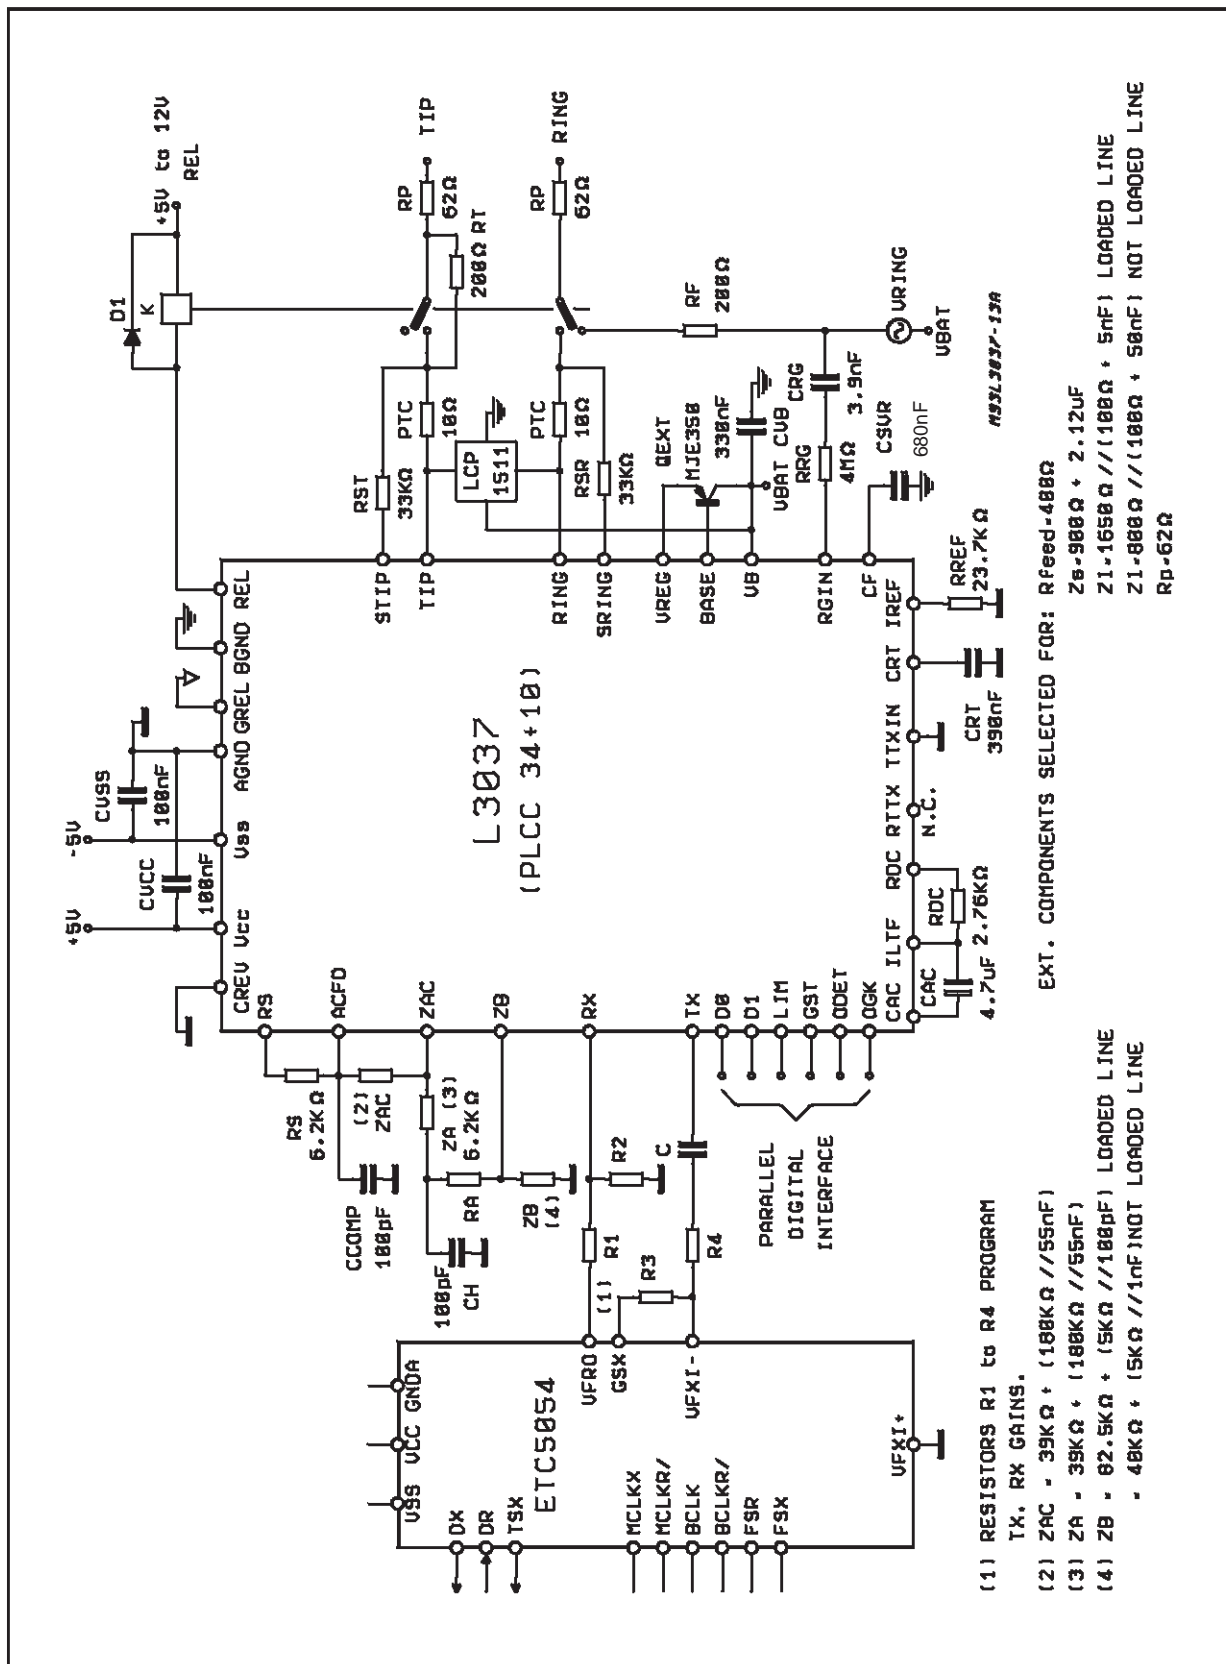 +5V
-5V
+5V to 12V
REL
D1
K
CVCC
100nF
CVSS
100nF
CREV
Vcc
Vss
AGND
GREL
BGND
REL
L3037
(PLCC 34+10)
RS
ACFD
ZAC
ZB
RX
TX
D0
D1
LIM
GST
ODET
OGK
STIP
TIP
RING
SRING
VREG
BASE
VB
RGIN
CF
CAC
ILTF
RDC
RTTX
TTXIN
CRT
IREF
N.C.
RST
33KΩ
PTC
10Ω
LCP
1511
PTC
10Ω
RSR
33KΩ
RP
62Ω
TIP
200Ω RT
RP
62Ω
RING
QEXT
MJE350
330nF
VBAT CVB
RF
200Ω
RRG
4MΩ
CRG
3.9nF
VRING
VBAT
CSVR
680nF
RREF
23.7KΩ
CRT
390nF
RDC
2.76KΩ
CAC
4.7uF
M93L3037-13A
RS
6.2KΩ
(2)
ZAC
CCOMP
100pF
ZA (3)
6.2KΩ
RA
100pF
CH
ZB
(4)
R1
(1)
R2
R3
R4
C
PARALLEL
DIGITAL
INTERFACE
VSS
VCC
GNDA
ETC5054
DX
DR
TSX
MCLKX
MCLKR/
BCLK
BCLKR/
FSR
FSX
VFRO
GSX
VFXI-
VFXI+
(1) RESISTORS R1 to R4 PROGRAM
TX, RX GAINS.
(2) ZAC = 39KΩ + (180KΩ//55nF)
(3) ZA = 39KΩ + (180KΩ//55nF)
(4) ZB = 82.5KΩ + (5KΩ//100pF) LOADED LINE
= 40KΩ + (5KΩ//1nF)NOT LOADED LINE
EXT. COMPONENTS SELECTED FOR: Rfeed=400Ω
Zs=900Ω + 2.12uF
Zl=1650Ω//(100Ω + 5nF) LOADED LINE
Zl=800Ω//(100Ω + 50nF) NOT LOADED LINE
Rp=62Ω